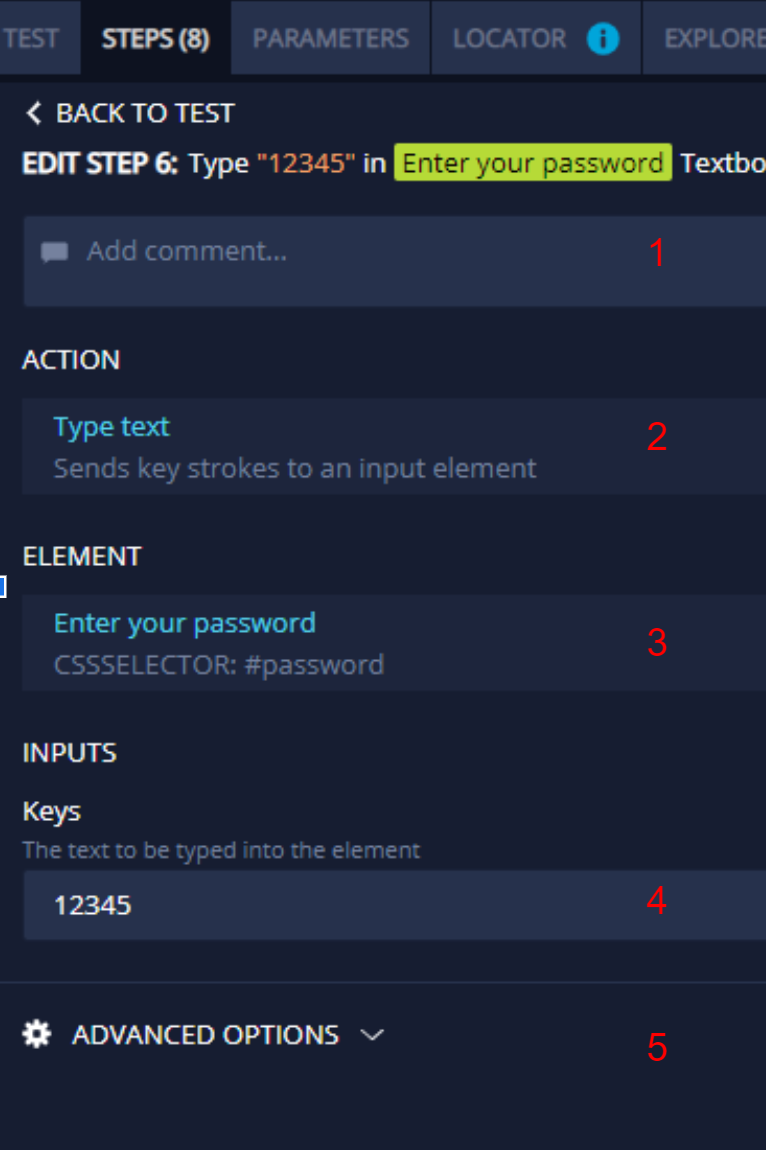 TEST STEPS (8) PARAMETERS LOCATOR i EXPLORE
BACK TO TEST
EDIT STEP 6: Type "12345" in Enter your password Textbo
Add comment... 1
ACTION
Type text
Sends key strokes to an input element 2
ELEMENT
Enter your password
CSSSELECTOR: #password 3
INPUTS
Keys
The text to be typed into the element
12345 4
ADVANCED OPTIONS 5